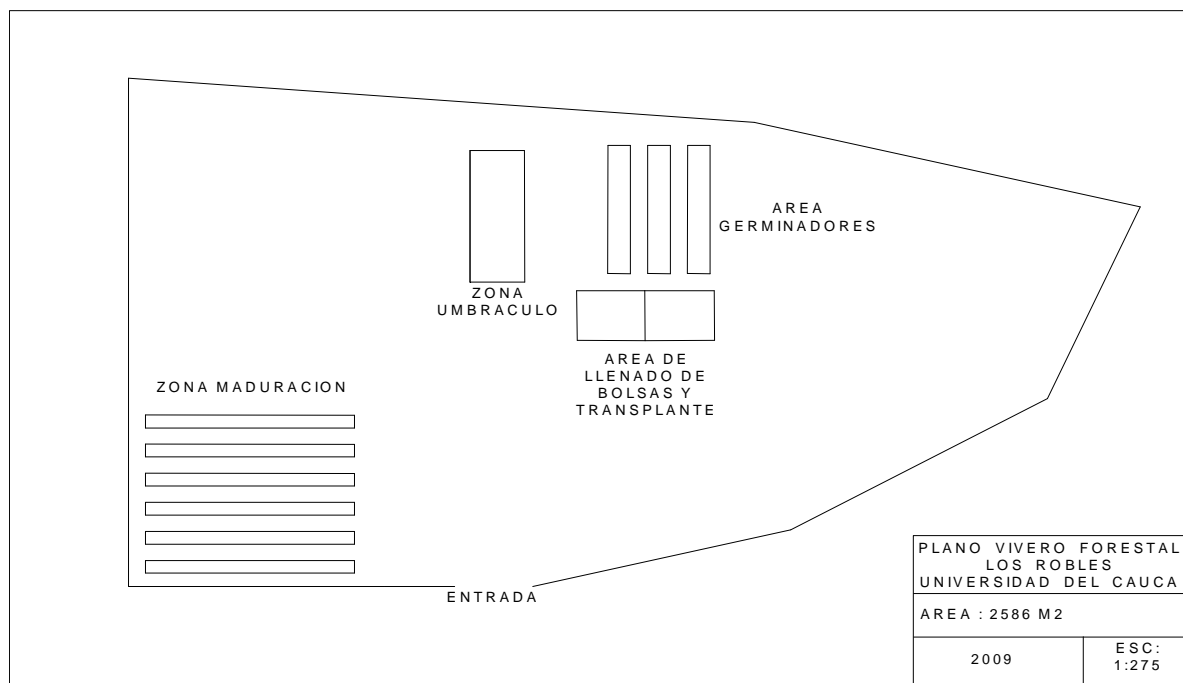 AREA
GERMINADORES
ZONA
UMBRACULO
AREA DE
LLENADO DE
BOLSAS Y
TRANSPLANTE
ZONA MADURACION
ENTRADA
PLANO VIVERO FORESTAL
LOS ROBLES
UNIVERSIDAD DEL CAUCA
AREA : 2586 M2
2009
ESC:
1:275